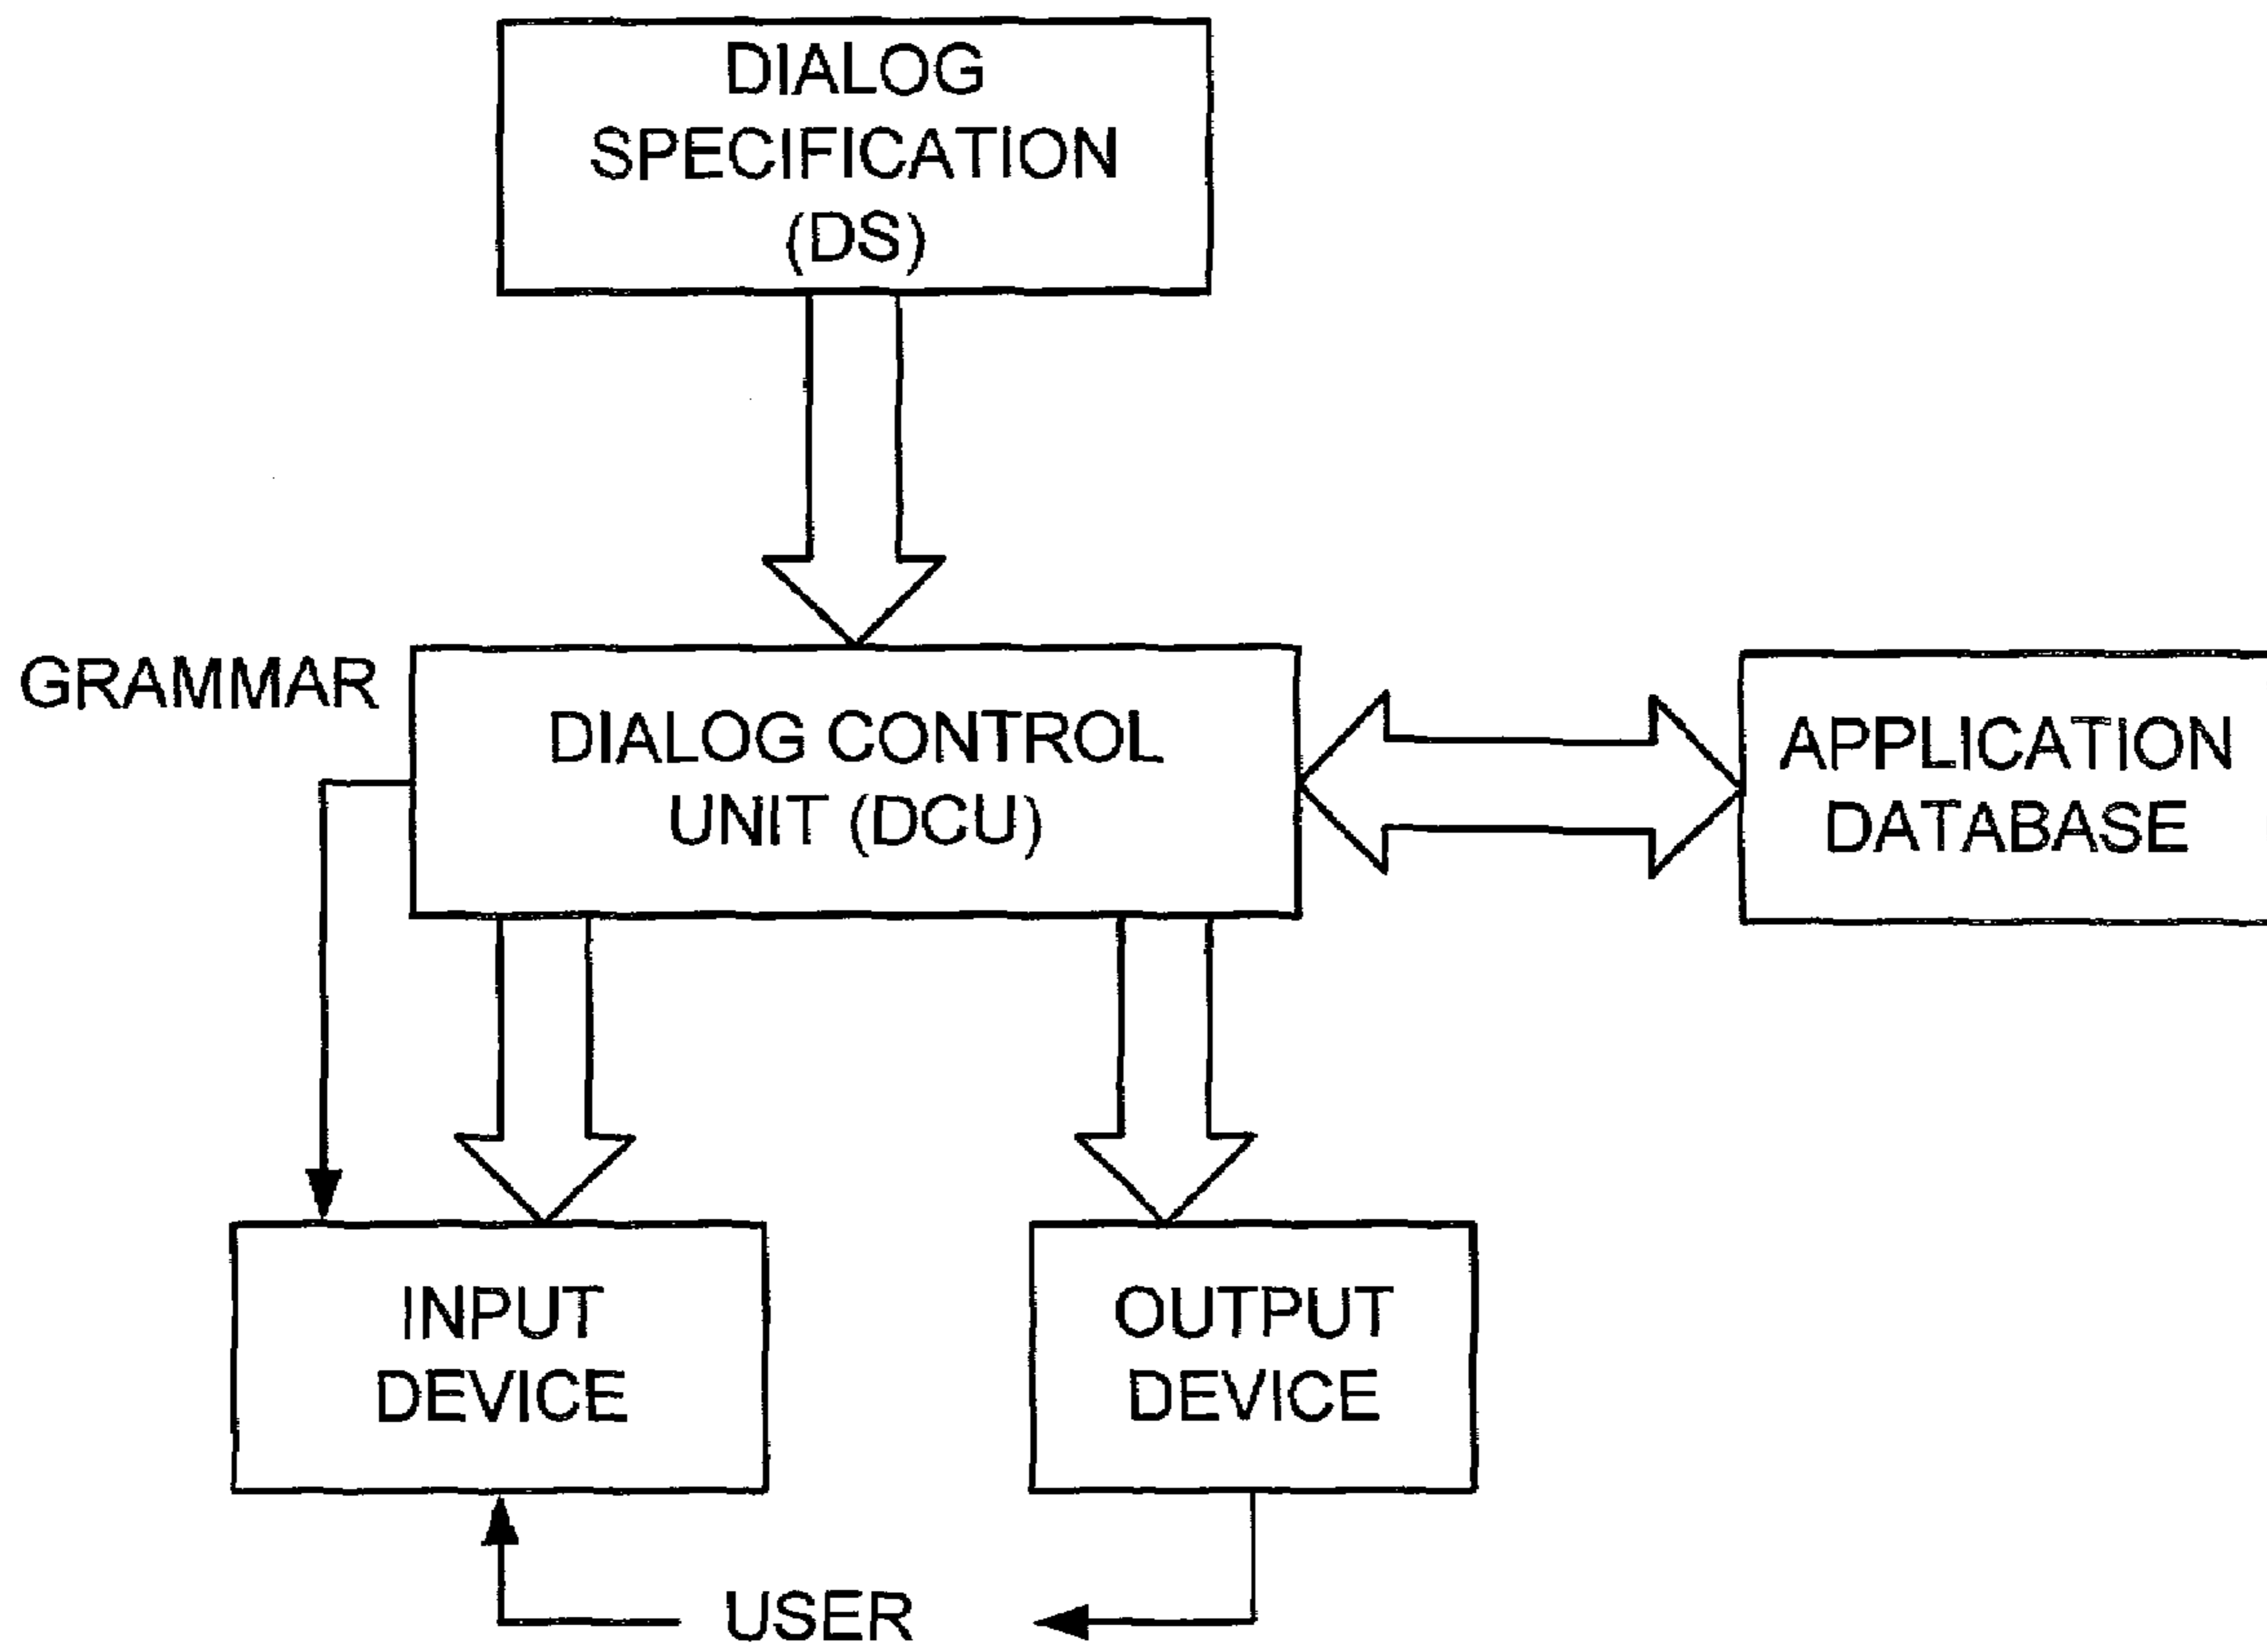 DIALOG
SPECIFICATION
(DS)
GRAMMAR
DIALOG CONTROL
UNIT (DCU)
APPLICATION
DATABASE
INPUT
DEVICE
OUTPUT
DEVICE
USER